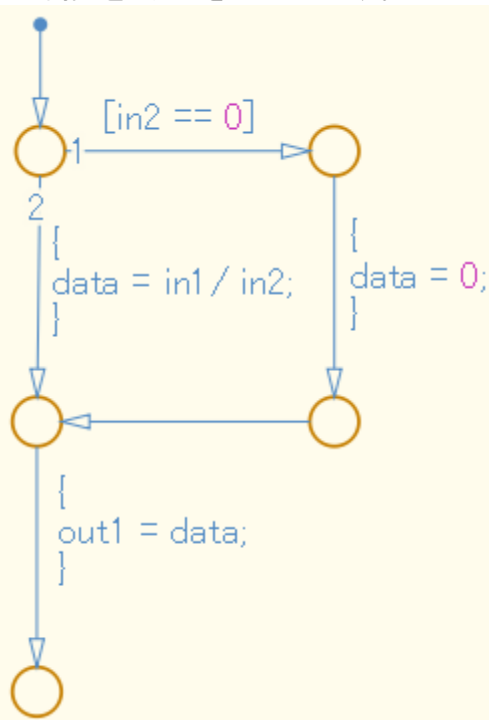 [in2 == 0]
1
2
{
data = in1 / in2;
}
{
data = 0;
}
{
out1 = data;
}